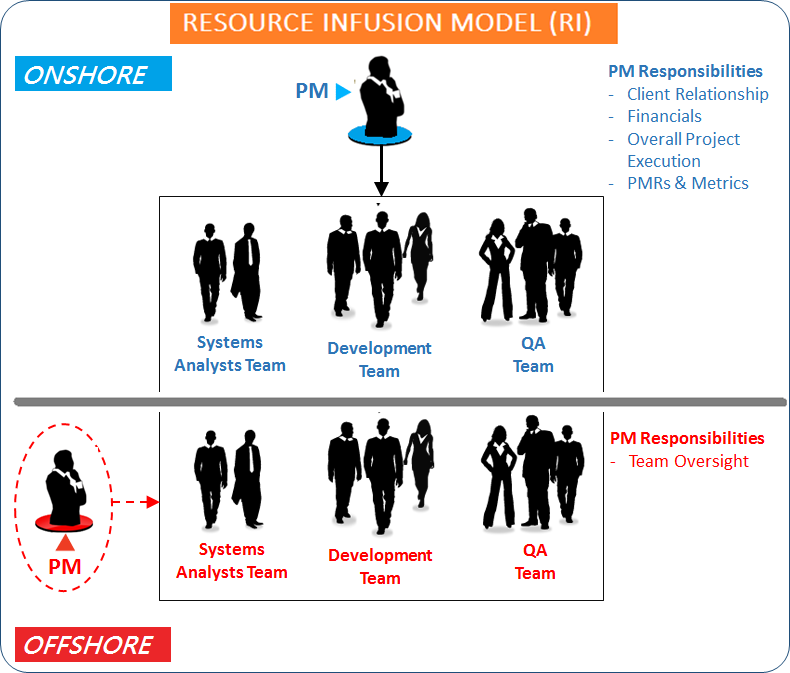 RESOURCE INFUSION MODEL (RI)
ONSHORE
PM
PM Responsibilities
- Client Relationship
- Financials
- Overall Project
Execution
- PMRs & Metrics
Systems
Analysts Team
Development
Team
QA
Team
PM Responsibilities
- Team Oversight
PM
Systems
Analysts Team
Development
Team
QA
Team
OFFSHORE